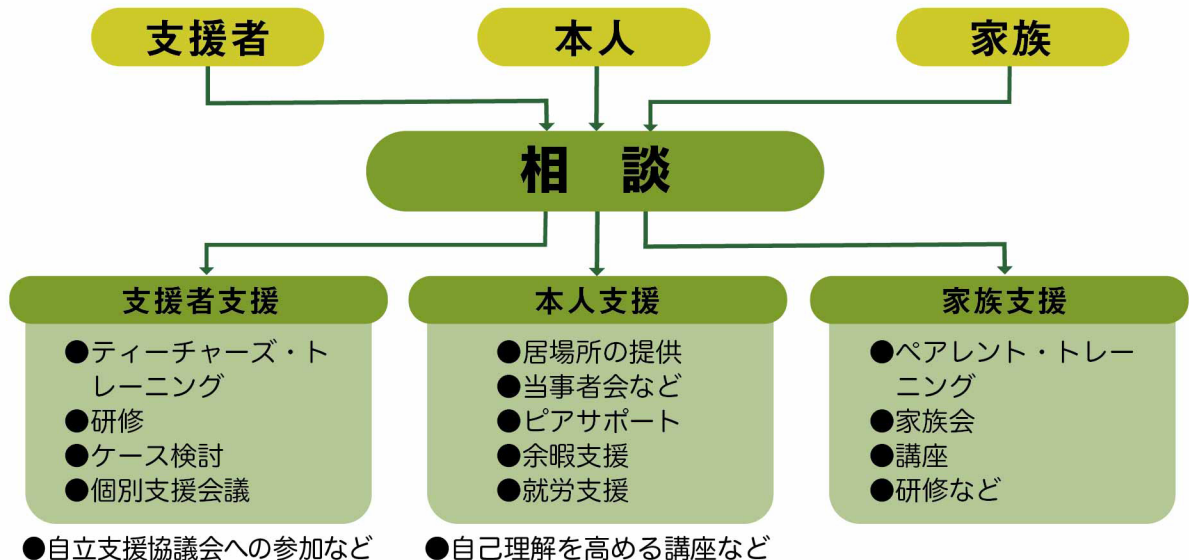 支援者
本人
家族
相 談
支援者支援
●ティーチャーズ・ト
レーニング
●研修
●ケース検討
●個別支援会議
●自立支援協議会への参加など
本人支援
●居場所の提供
●当事者会など
●ピアサポート
●余暇支援
●就労支援
●自己理解を高める講座など
家族支援
●ペアレント・トレー
ニング
●家族会
●講座
●研修など